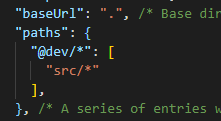 "baseUrl": ".", /* Base dir
"paths": {
"@dev/*": [
"src/*"
],
}, /* A series of entries w